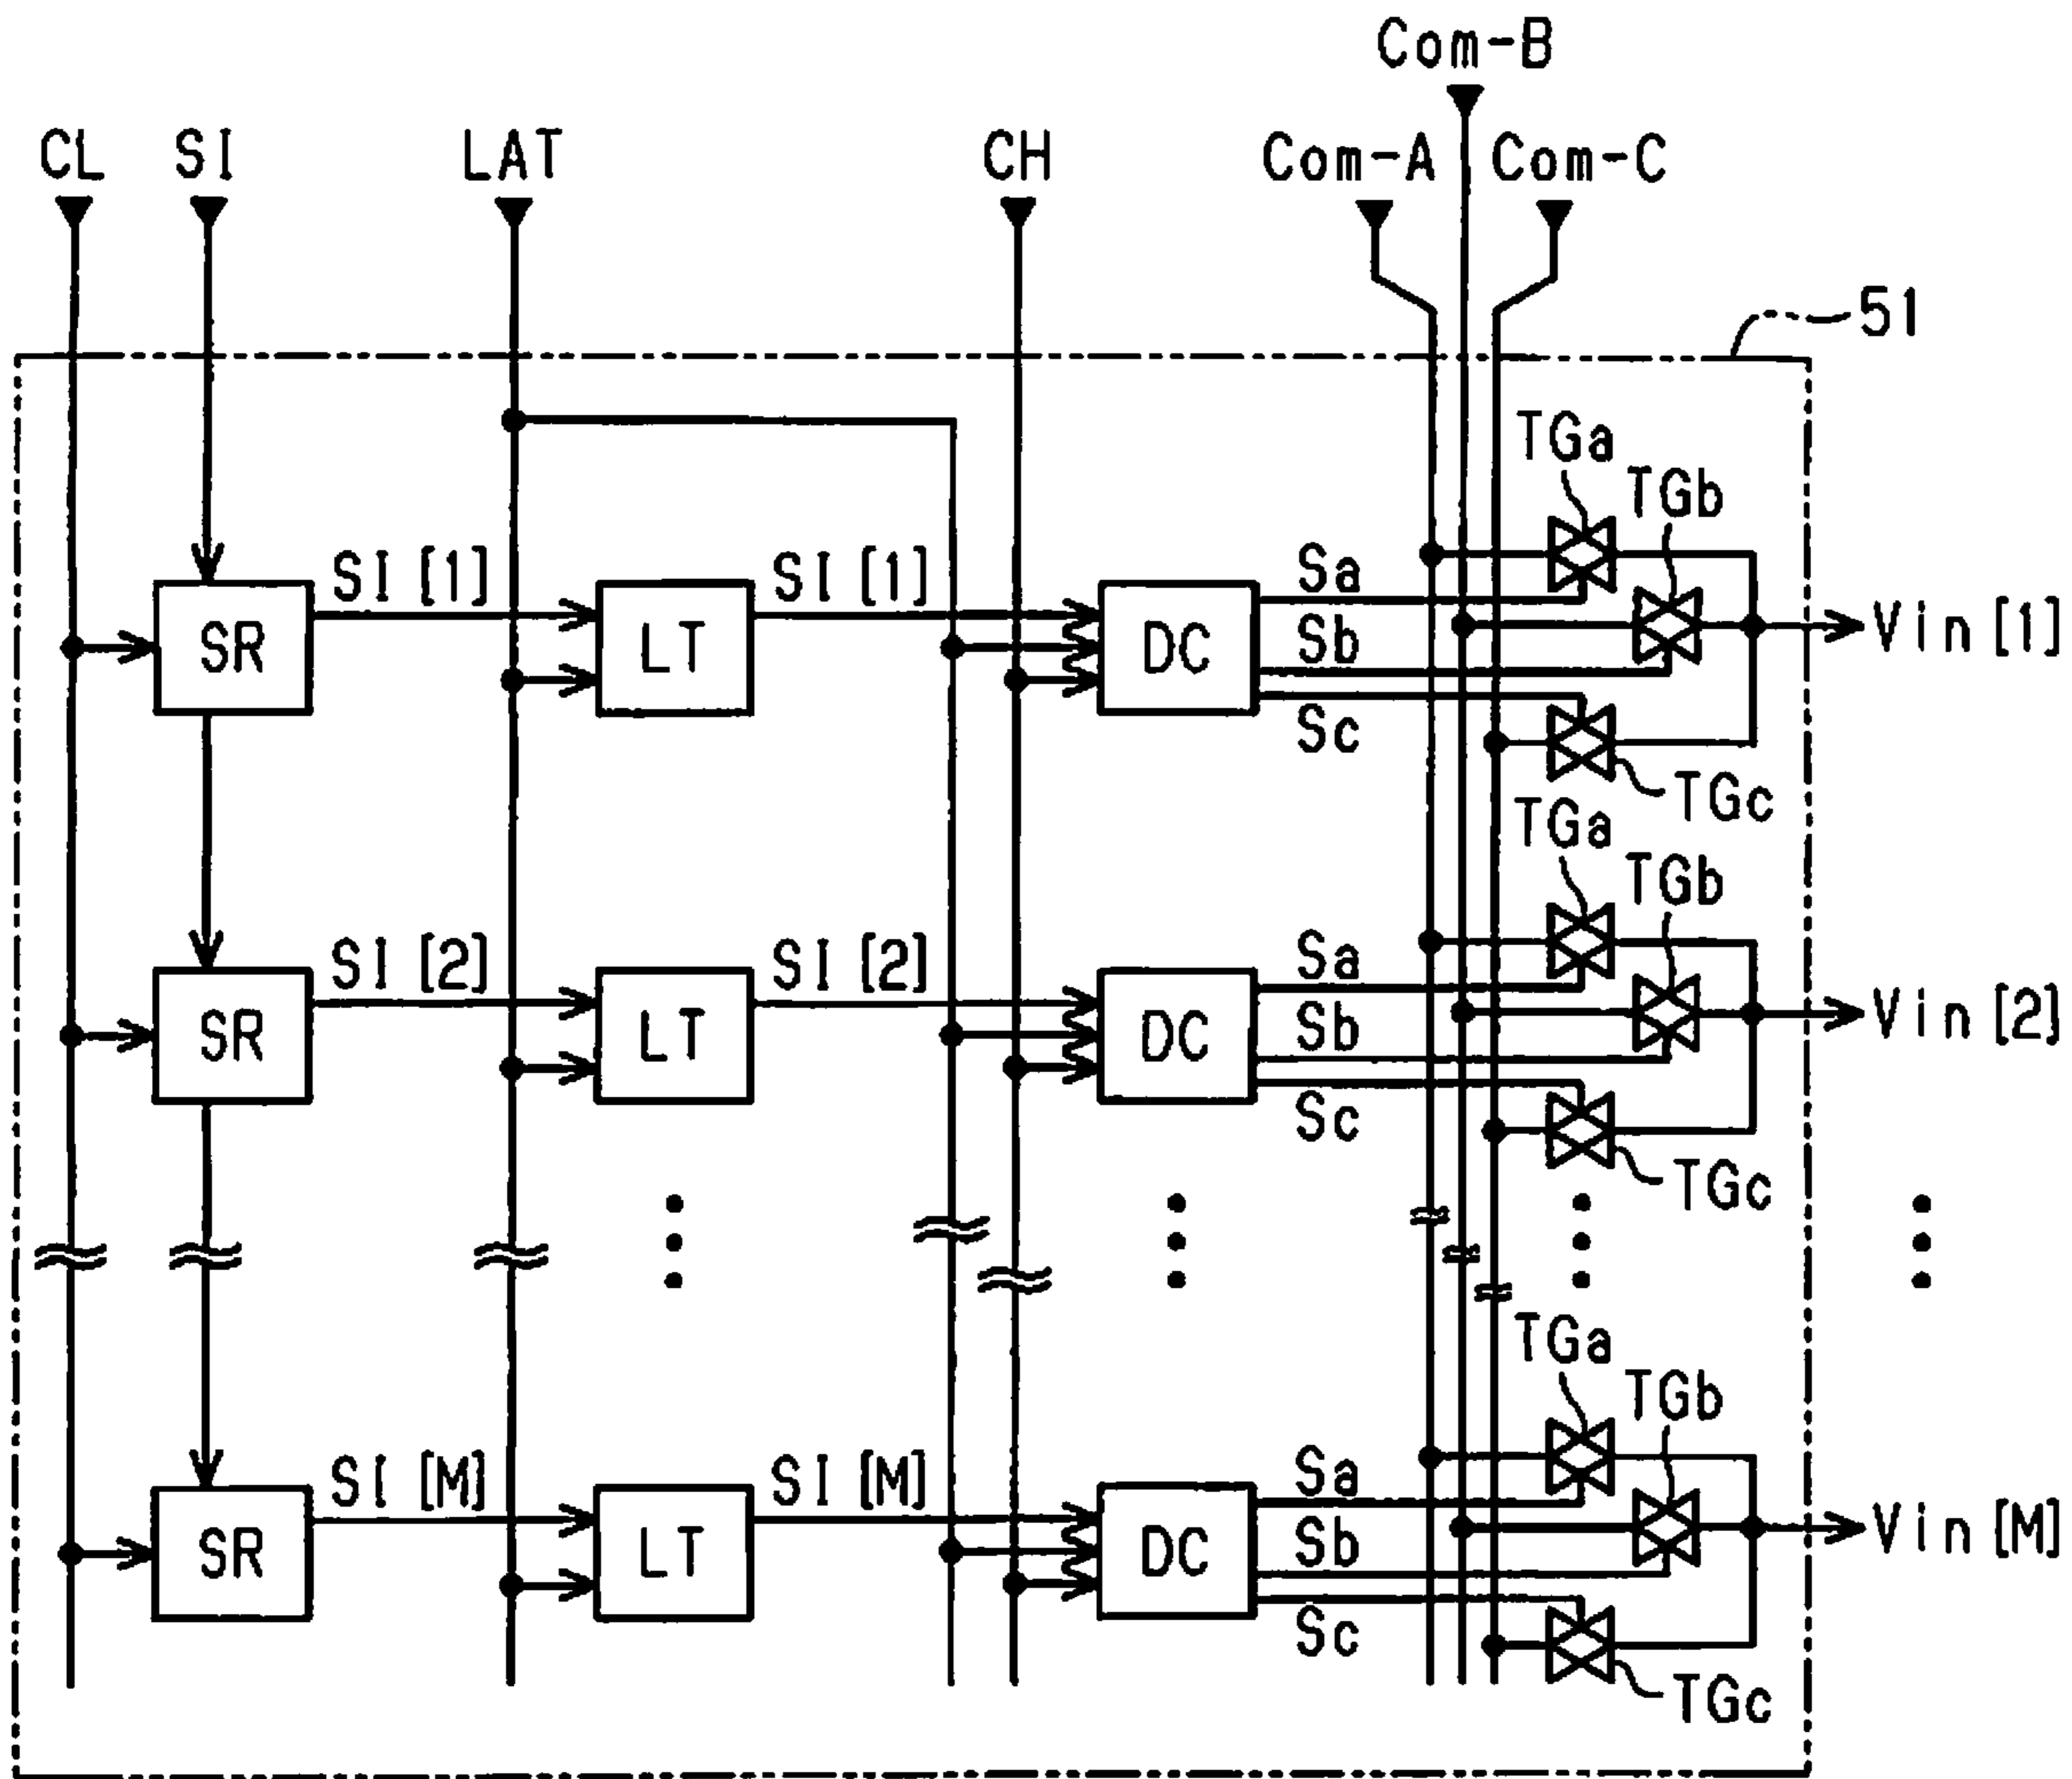 Com-B
CL SI LAT CH Com-A Com-C
51
TGa
TGb
SI [1] SI [1] Sa
SR LT DC Sb Vin [1]
Sc
TGc
TGa
TGb
SI [2] SI [2] Sa
SR LT DC Sb Vin [2]
Sc
TGc
TGa
TGb
SI [M] SI [M] Sa
SR LT DC Sb Vin [M]
Sc
TGc